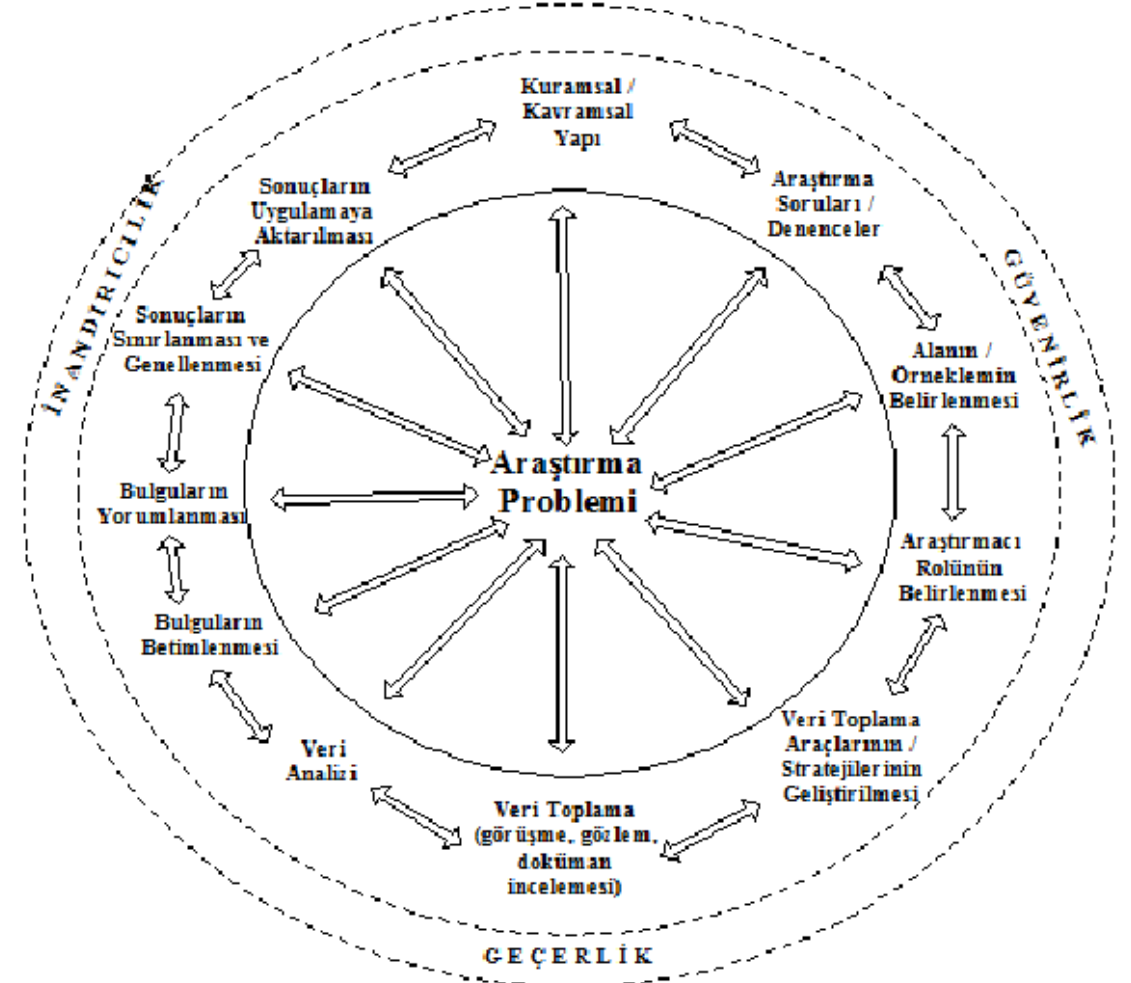 Kuramsal /
Kavramsal
Yapı
Araştırma
Soruları /
Denenceler
Alanın /
Örneklemin
Belirlenmesi
Araştırmacı
Rolünün
Belirlenmesi
Veri Toplama
Araçlarının /
Stratejilerinin
Geliştirilmesi
Veri Toplama
(görüşme, gözlem,
doküman
incelemesi)
Veri
Analizi
Bulguların
Betimlenmesi
Bulguların
Yorumlanması
Sonuçların
Sınırlanması ve
Genellenmesi
Sonuçların
Uygulamaya
Aktarılması
Araştırma
Problemi
İNANDIRICILIK
GÜVENİRLİK
GEÇERLİK